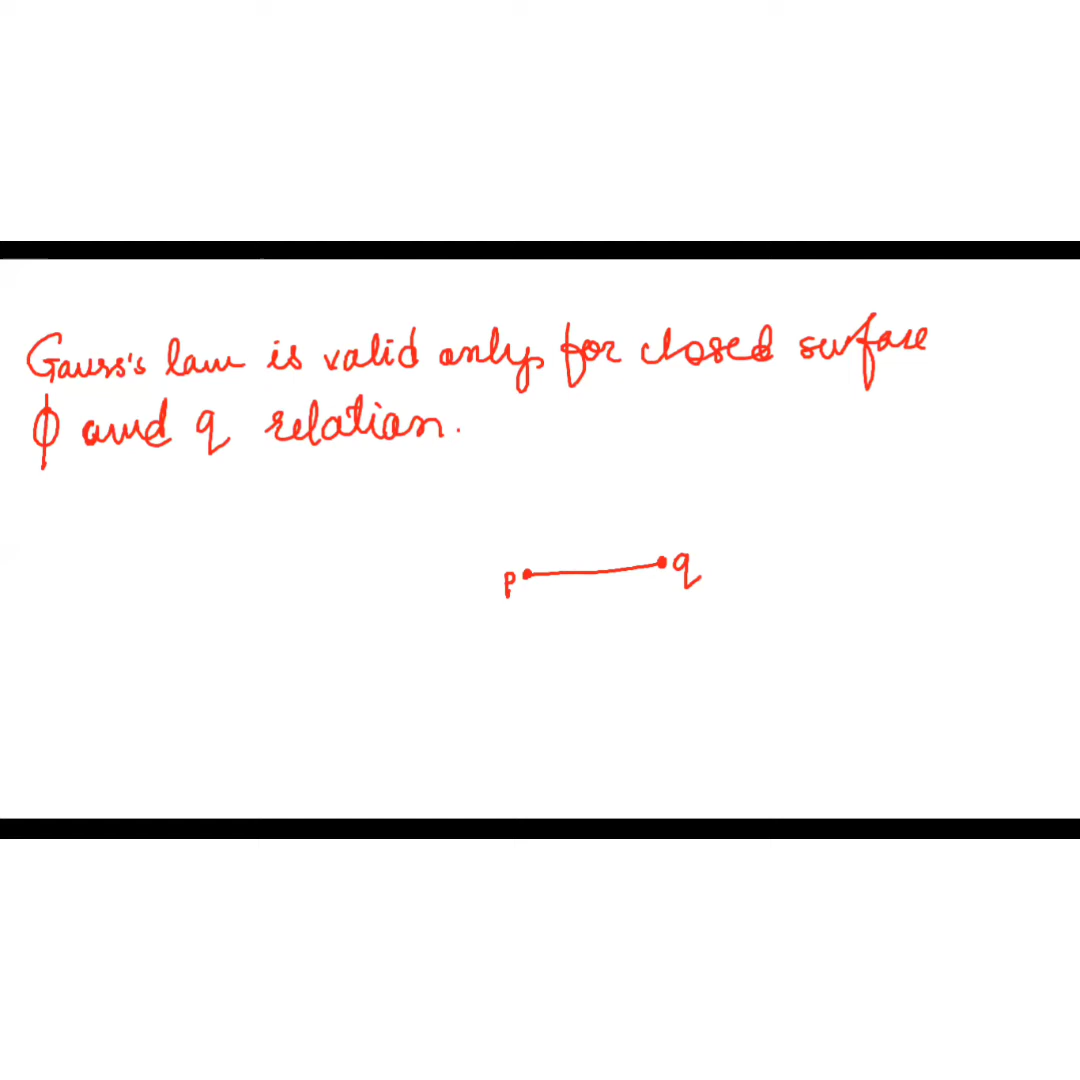 Gauss's law is valid only for closed surface
ϕ and q relation.
P q